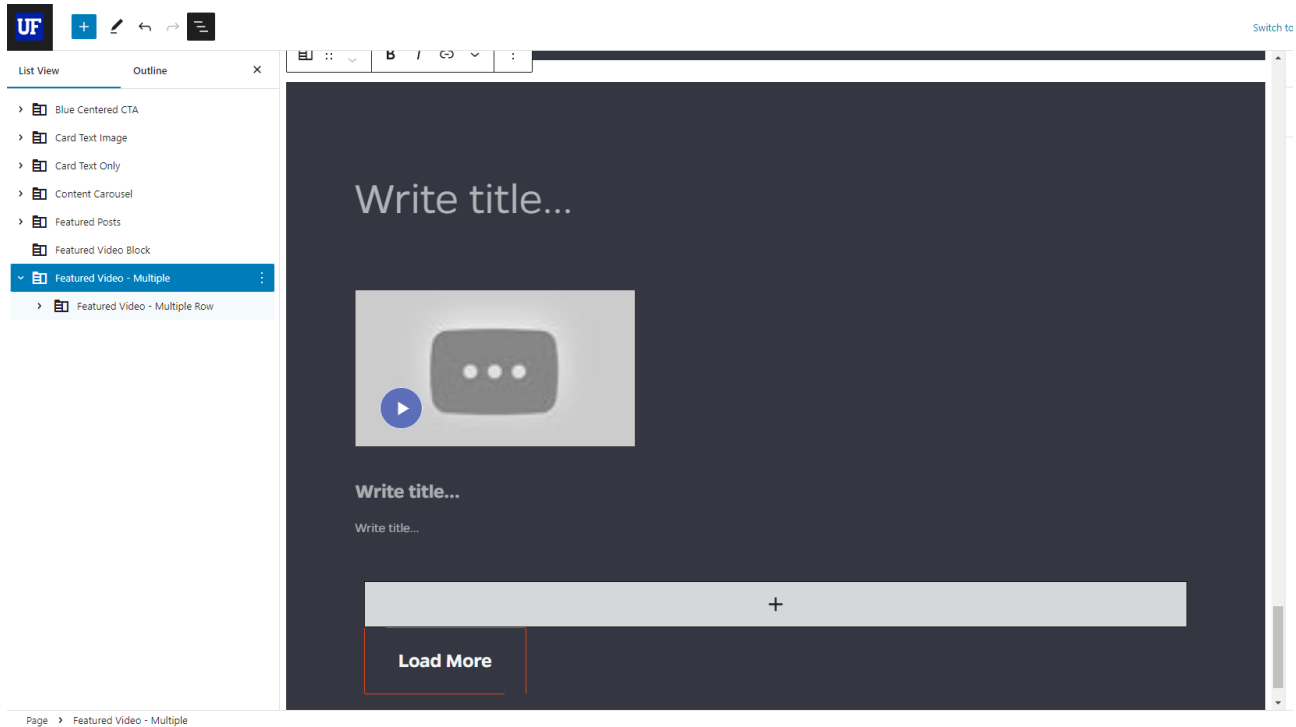 UF
Switch to
List View Outline
B I
Blue Centered CTA
Card Text Image
Card Text Only
Content Carousel
Featured Posts
Featured Video Block
Featured Video - Multiple
Featured Video - Multiple Row
Write title...
Write title...
Write title...
+
Load More
Page > Featured Video - Multiple